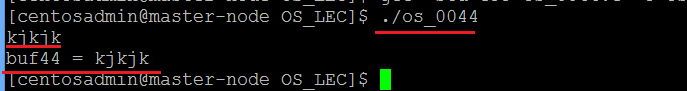 [centosadmin@master-node OS_LEC]$ ./os_0044
kjkjk
buf44 = kjkjk
[centosadmin@master-node OS_LEC]$